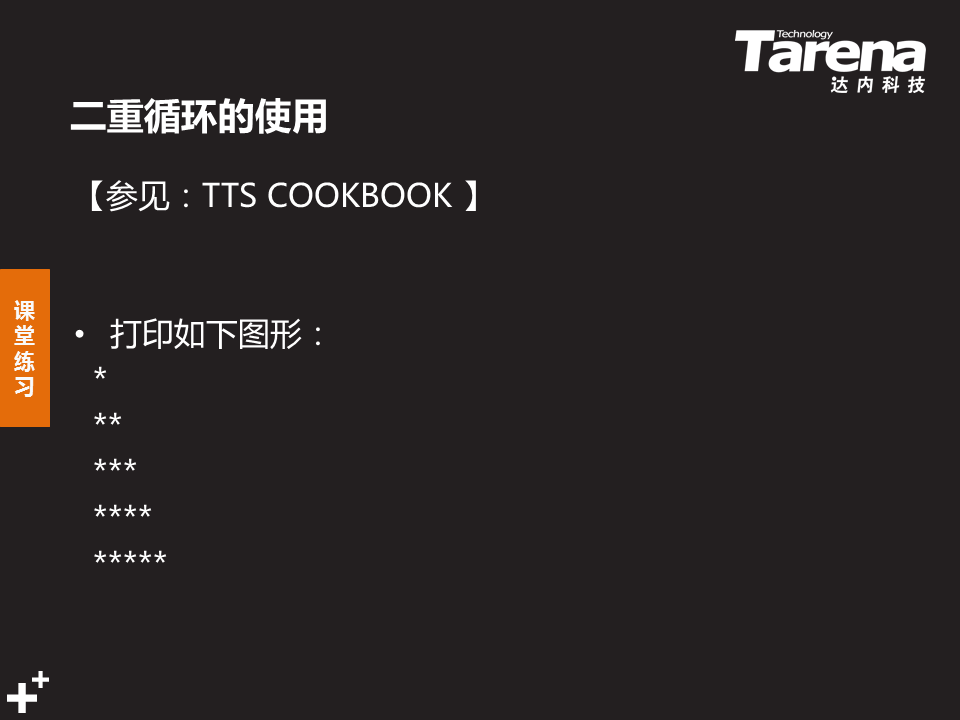 Technology
Tarena
达内科技
二重循环的使用
【参见：TTS COOKBOOK 】
课堂练习
• 打印如下图形：
*
**
***
****
*****